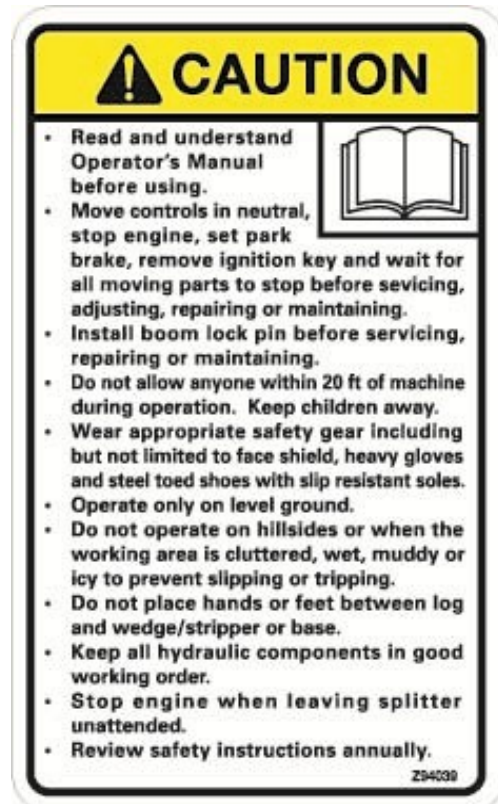 CAUTION
• Read and understand
Operator's Manual
before using.
• Move controls in neutral,
stop engine, set park
brake, remove ignition key and wait for
all moving parts to stop before sevicing,
adjusting, repairing or maintaining.
• Install boom lock pin before servicing,
repairing or maintaining.
• Do not allow anyone within 20 ft of machine
during operation. Keep children away.
• Wear appropriate safety gear including
but not limited to face shield, heavy gloves
and steel toed shoes with slip resistant soles.
• Operate only on level ground.
• Do not operate on hillsides or when the
working area is cluttered, wet, muddy or
icy to prevent slipping or tripping.
• Do not place hands or feet between log
and wedge/stripper or base.
• Keep all hydraulic components in good
working order.
• Stop engine when leaving splitter
unattended.
• Review safety instructions annually.
Z94039